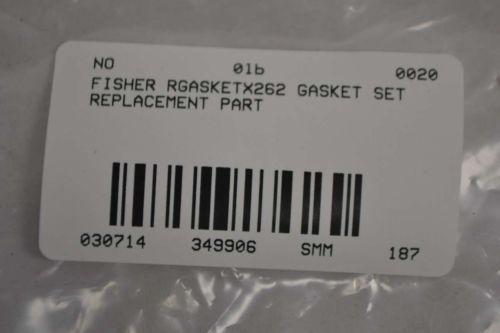 NO 01b 0020
FISHER RGASKETX262 GASKET SET
REPLACEMENT PART
030714 349906 SMM 187